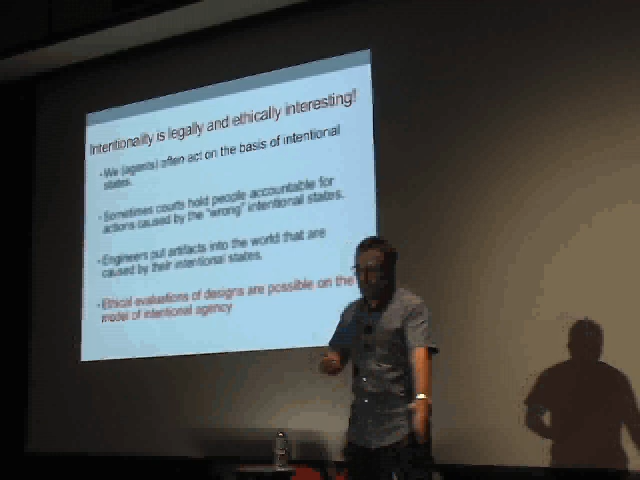 Intentionality is legally and ethically interesting!
•We (agents) often act on the basis of intentional
states.
•Sometimes courts hold people accountable for
actions caused by the "wrong" intentional states.
•Engineers put artifacts into the world that are
caused by their intentional states.
•Ethical evaluations of designs are possible on the
model of intentional agency